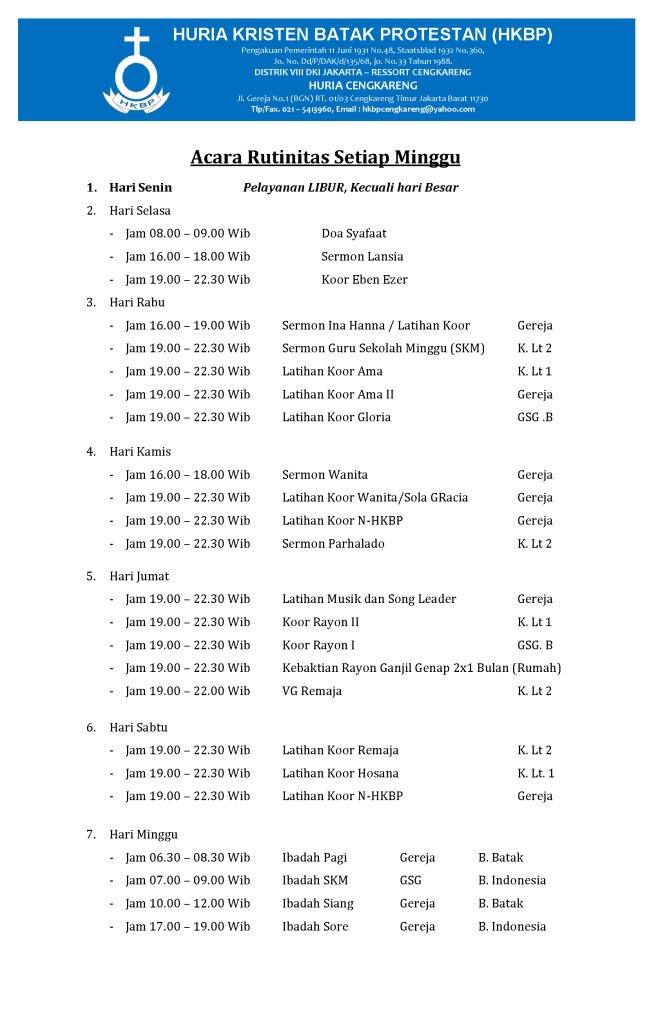 HKBP
HURIA KRISTEN BATAK PROTESTAN (HKBP)
Pengakuan Pemerintah 11 Juni 1931 No.48, Staatsblad 1932 No.360,
Jo. No. Dd/P/DAK/d/135/68, jo. No.33 Tahun 1988.
DISTRIK VIII DKI JAKARTA – RESSORT CENGKARENG
HURIA CENGKARENG
Jl. Gereja No.1 (BGN) RT. 01/03 Cengkareng Timur Jakarta Barat 11730
Tlp/Fax. 021 – 5413960, Email : hkbpcengkareng@yahoo.com
Acara Rutinitas Setiap Minggu
1. Hari Senin Pelayanan LIBUR, Kecuali hari Besar
2. Hari Selasa
- Jam 08.00 – 09.00 Wib Doa Syafaat
- Jam 16.00 – 18.00 Wib Sermon Lansia
- Jam 19.00 – 22.30 Wib Koor Eben Ezer
3. Hari Rabu
- Jam 16.00 – 19.00 Wib Sermon Ina Hanna / Latihan Koor Gereja
- Jam 19.00 – 22.30 Wib Sermon Guru Sekolah Minggu (SKM) K. Lt 2
- Jam 19.00 – 22.30 Wib Latihan Koor Ama K. Lt 1
- Jam 19.00 – 22.30 Wib Latihan Koor Ama II Gereja
- Jam 19.00 – 22.30 Wib Latihan Koor Gloria GSG .B
4. Hari Kamis
- Jam 16.00 – 18.00 Wib Sermon Wanita Gereja
- Jam 19.00 – 22.30 Wib Latihan Koor Wanita/Sola GRacia Gereja
- Jam 19.00 – 22.30 Wib Latihan Koor N-HKBP Gereja
- Jam 19.00 – 22.30 Wib Sermon Parhalado K. Lt 2
5. Hari Jumat
- Jam 19.00 – 22.30 Wib Latihan Musik dan Song Leader Gereja
- Jam 19.00 – 22.30 Wib Koor Rayon II K. Lt 1
- Jam 19.00 – 22.30 Wib Koor Rayon I GSG. B
- Jam 19.00 – 22.30 Wib Kebaktian Rayon Ganjil Genap 2x1 Bulan (Rumah)
- Jam 19.00 – 22.00 Wib VG Remaja K. Lt 2
6. Hari Sabtu
- Jam 19.00 – 22.30 Wib Latihan Koor Remaja K. Lt 2
- Jam 19.00 – 22.30 Wib Latihan Koor Hosana K. Lt. 1
- Jam 19.00 – 22.30 Wib Latihan Koor N-HKBP Gereja
7. Hari Minggu
- Jam 06.30 – 08.30 Wib Ibadah Pagi Gereja B. Batak
- Jam 07.00 – 09.00 Wib Ibadah SKM GSG B. Indonesia
- Jam 10.00 – 12.00 Wib Ibadah Siang Gereja B. Batak
- Jam 17.00 – 19.00 Wib Ibadah Sore Gereja B. Indonesia